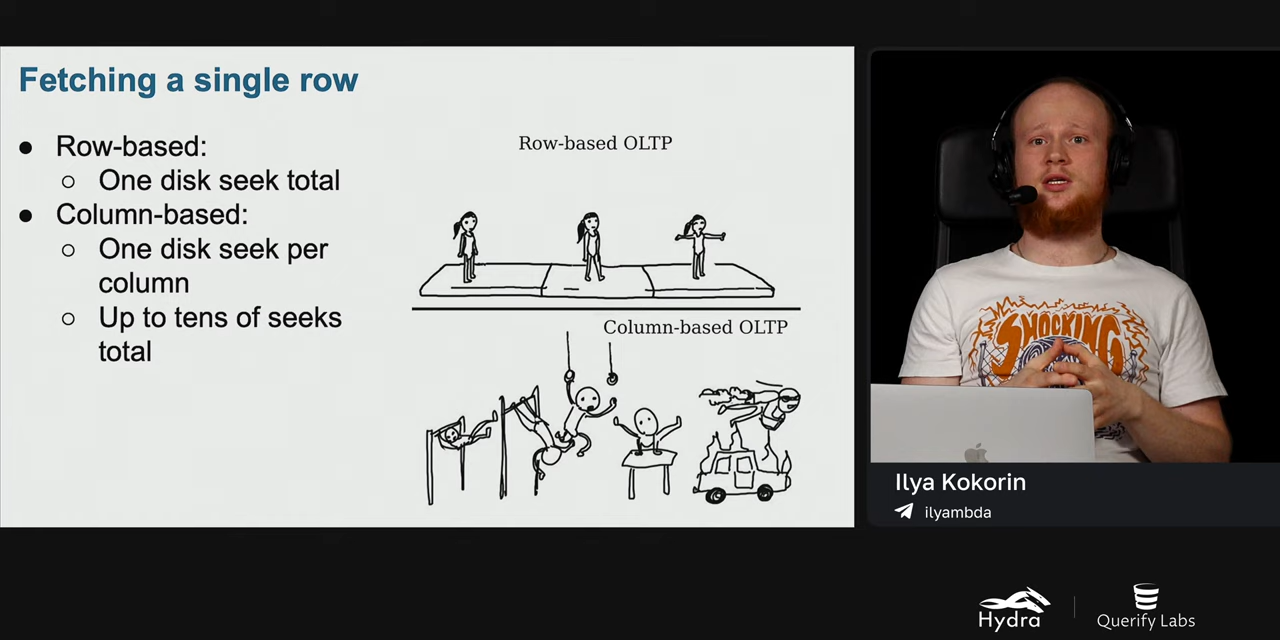 Fetching a single row
● Row-based:
○ One disk seek total
● Column-based:
○ One disk seek per
column
○ Up to tens of seeks
total
Row-based OLTP
Column-based OLTP
SMOCKING
Ilya Kokorin
ilyambda
Hydra
Querify Labs